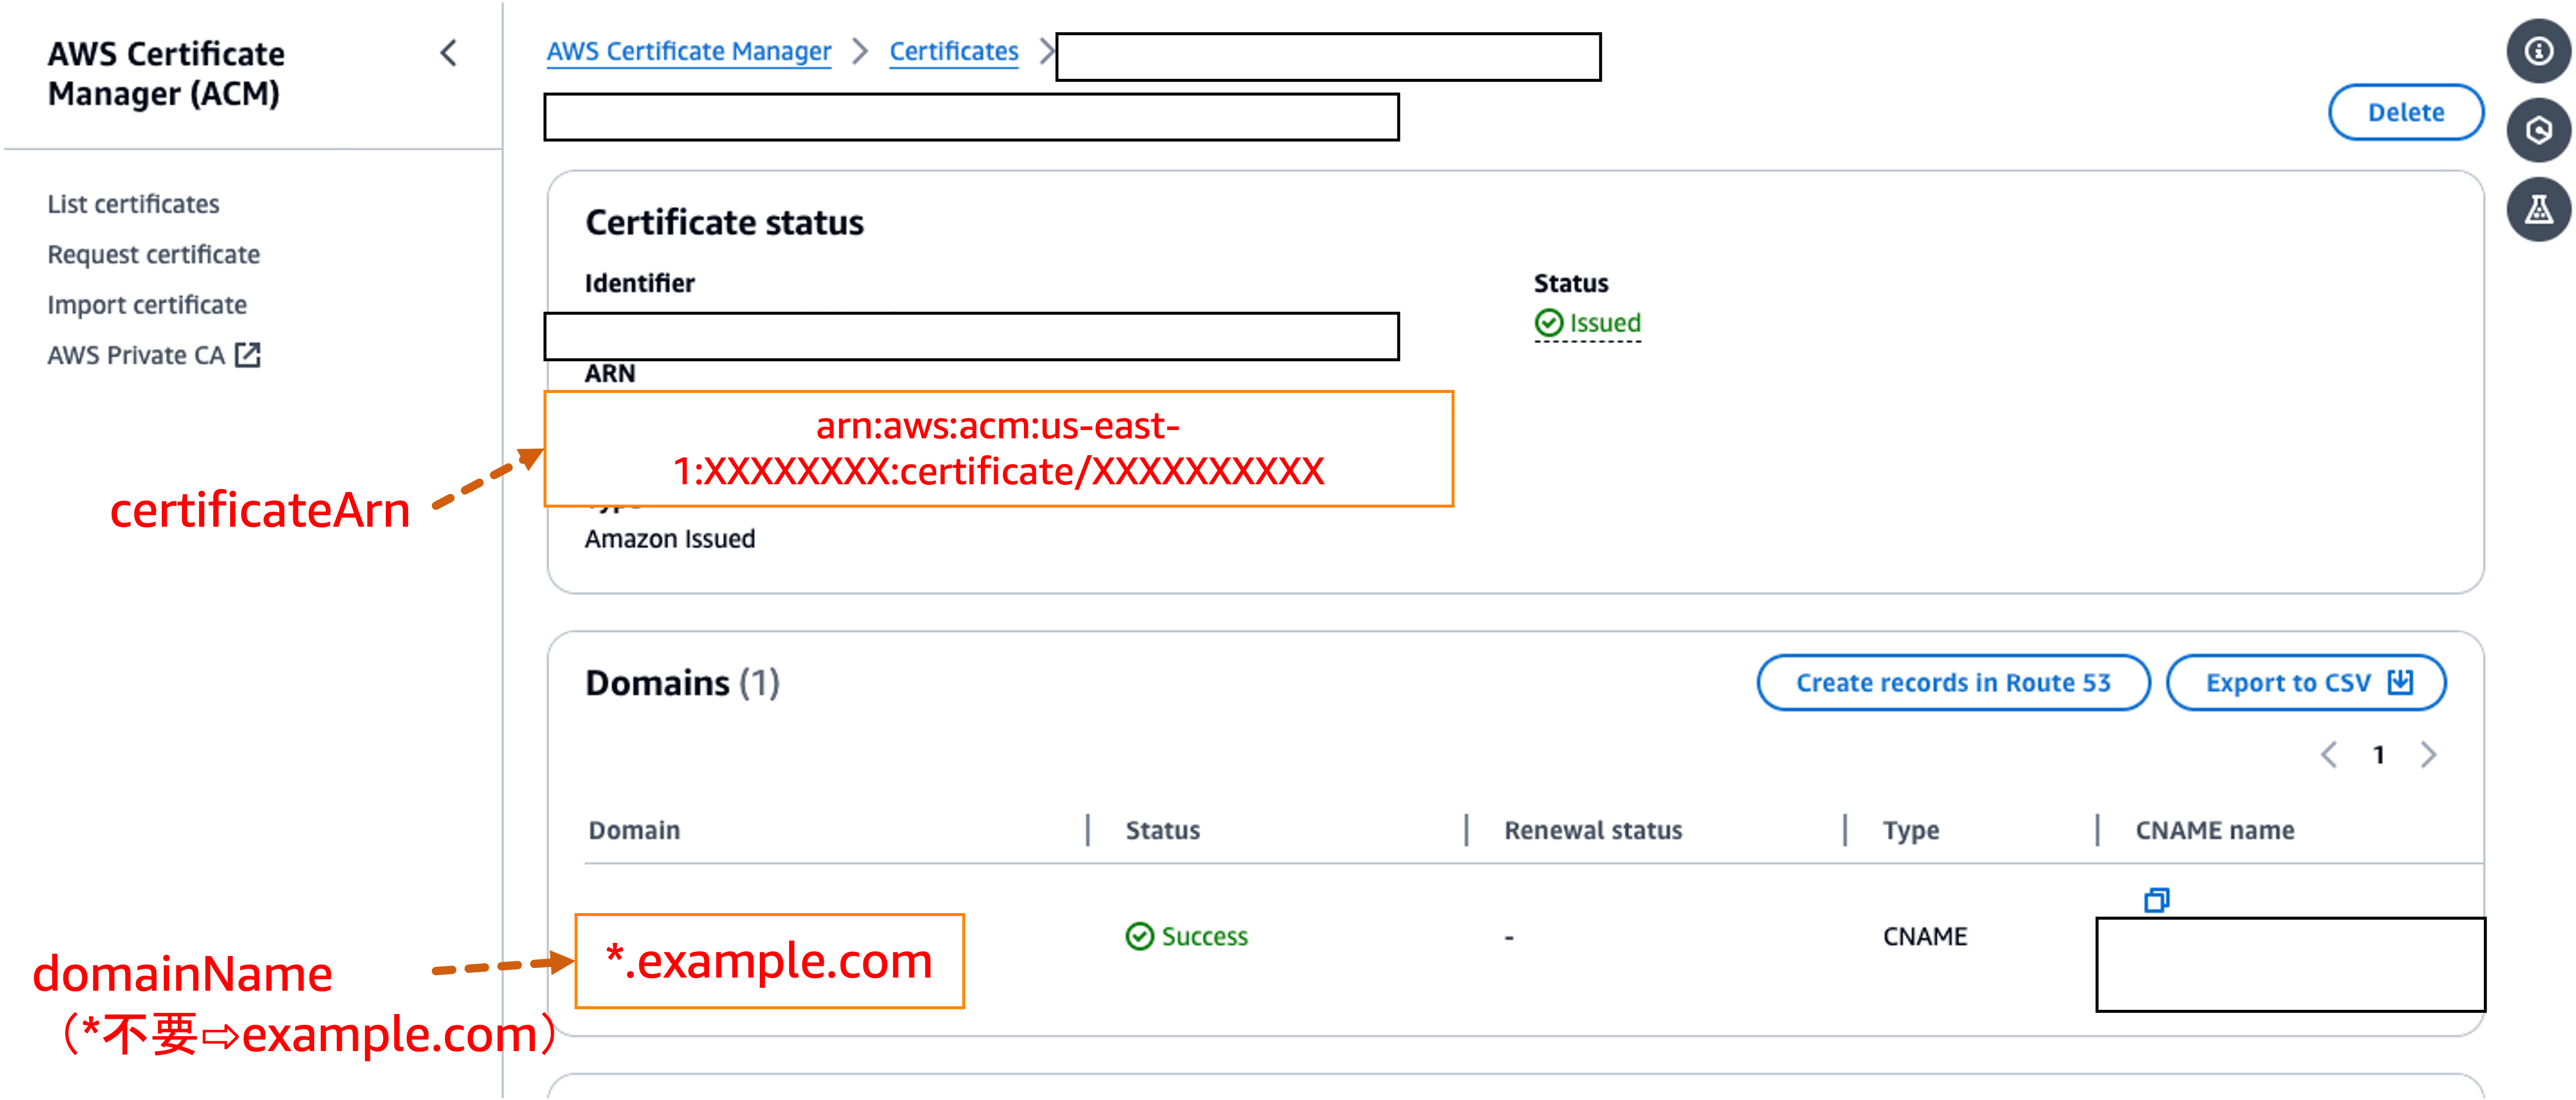 AWS Certificate
Manager (ACM)
List certificates
Request certificate
Import certificate
AWS Private CA
AWS Certificate Manager
Certificates
Delete
Certificate status
Identifier
Status
Issued
ARN
arn:aws:acm:us-east-
1:XXXXXXXX:certificate/XXXXXXXXXX
certificateArn
Amazon Issued
Domains (1)
Create records in Route 53
Export to CSV
1
Domain
Status
Renewal status
Type
CNAME name
*.example.com
Success
-
CNAME
domainName
（*不要⇨example.com）